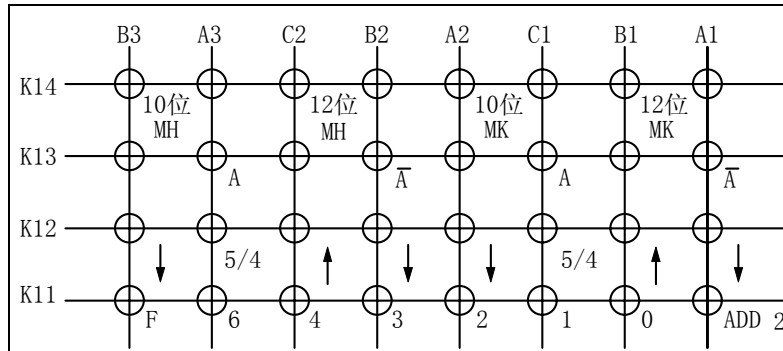 B3 A3 C2 B2 A2 C1 B1 A1
K14
10位 12位 10位 12位
MH MH MK MK
K13
A A̅ A A̅
K12
5/4 5/4
K11
F 6 4 3 2 1 0 ADD 2